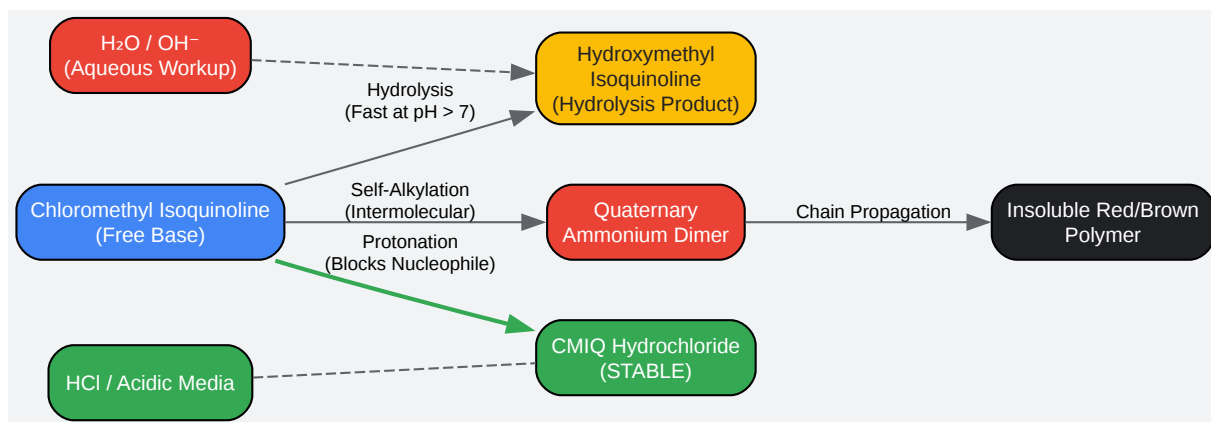 H₂O / OH⁻
(Aqueous Workup)
Hydroxymethyl
Isoquinoline
(Hydrolysis Product)
Hydrolysis
(Fast at pH > 7)
Chloromethyl Isoquinoline
(Free Base)
Self-Alkylation
(Intermolecular)
Quaternary
Ammonium Dimer
Chain Propagation
Insoluble Red/Brown
Polymer
Protonation
(Blocks Nucleophile)
CMIQ Hydrochloride
(STABLE)
HCl / Acidic Media